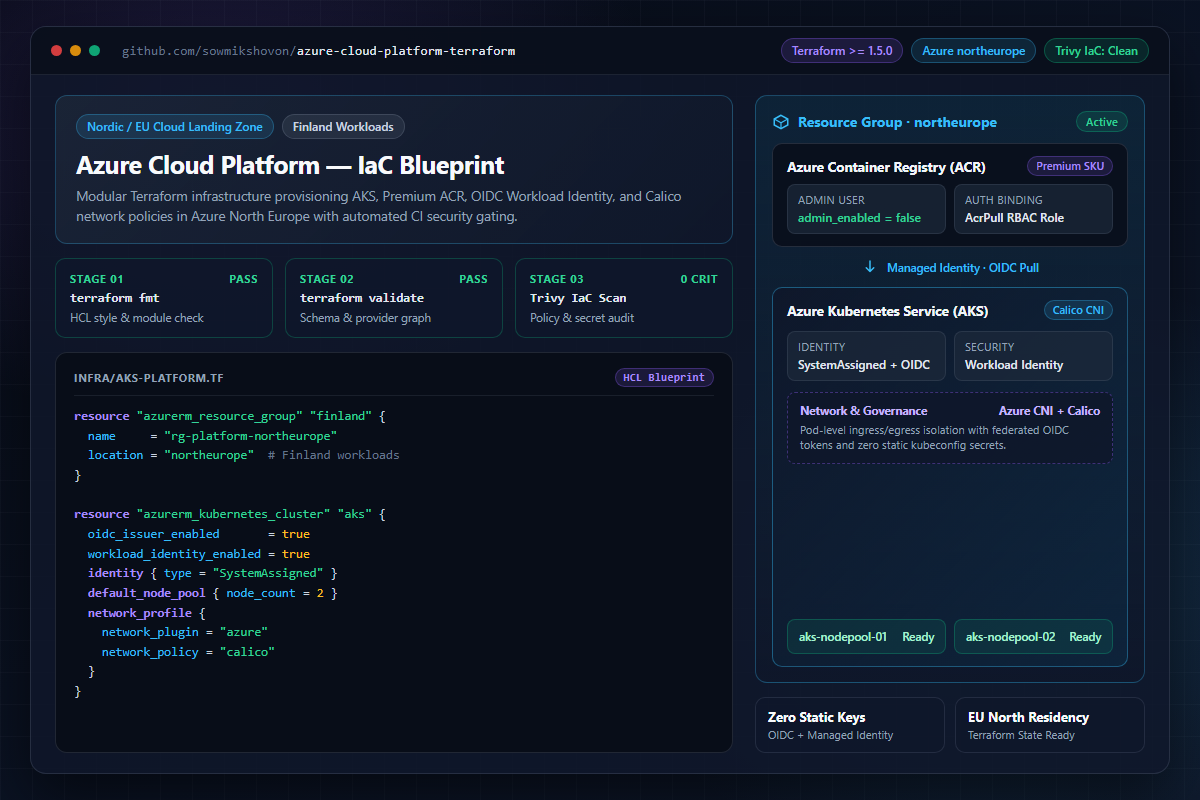 github.com/sowmikshovon/azure-cloud-platform-terraform
Terraform >= 1.5.0
Azure northeurope
Trivy IaC: Clean
Nordic / EU Cloud Landing Zone
Finland Workloads
Azure Cloud Platform — IaC Blueprint
Modular Terraform infrastructure provisioning AKS, Premium ACR, OIDC Workload Identity, and Calico
network policies in Azure North Europe with automated CI security gating.
STAGE 01 PASS
terraform fmt
HCL style & module check
STAGE 02 PASS
terraform validate
Schema & provider graph
STAGE 03 0 CRIT
Trivy IaC Scan
Policy & secret audit
INFRA/AKS-PLATFORM.TF
HCL Blueprint
resource "azurerm_resource_group" "finland" {
  name     = "rg-platform-northeurope"
  location = "northeurope"  # Finland workloads
}
resource "azurerm_kubernetes_cluster" "aks" {
  oidc_issuer_enabled       = true
  workload_identity_enabled = true
  identity { type = "SystemAssigned" }
  default_node_pool { node_count = 2 }
  network_profile {
    network_plugin = "azure"
    network_policy = "calico"
  }
}
Resource Group · northeurope
Active
Azure Container Registry (ACR)
Premium SKU
ADMIN USER
admin_enabled = false
AUTH BINDING
AcrPull RBAC Role
↓ Managed Identity · OIDC Pull
Azure Kubernetes Service (AKS)
Calico CNI
IDENTITY
SystemAssigned + OIDC
SECURITY
Workload Identity
Network & Governance
Azure CNI + Calico
Pod-level ingress/egress isolation with federated OIDC
tokens and zero static kubeconfig secrets.
aks-nodepool-01 Ready
aks-nodepool-02 Ready
Zero Static Keys
OIDC + Managed Identity
EU North Residency
Terraform State Ready